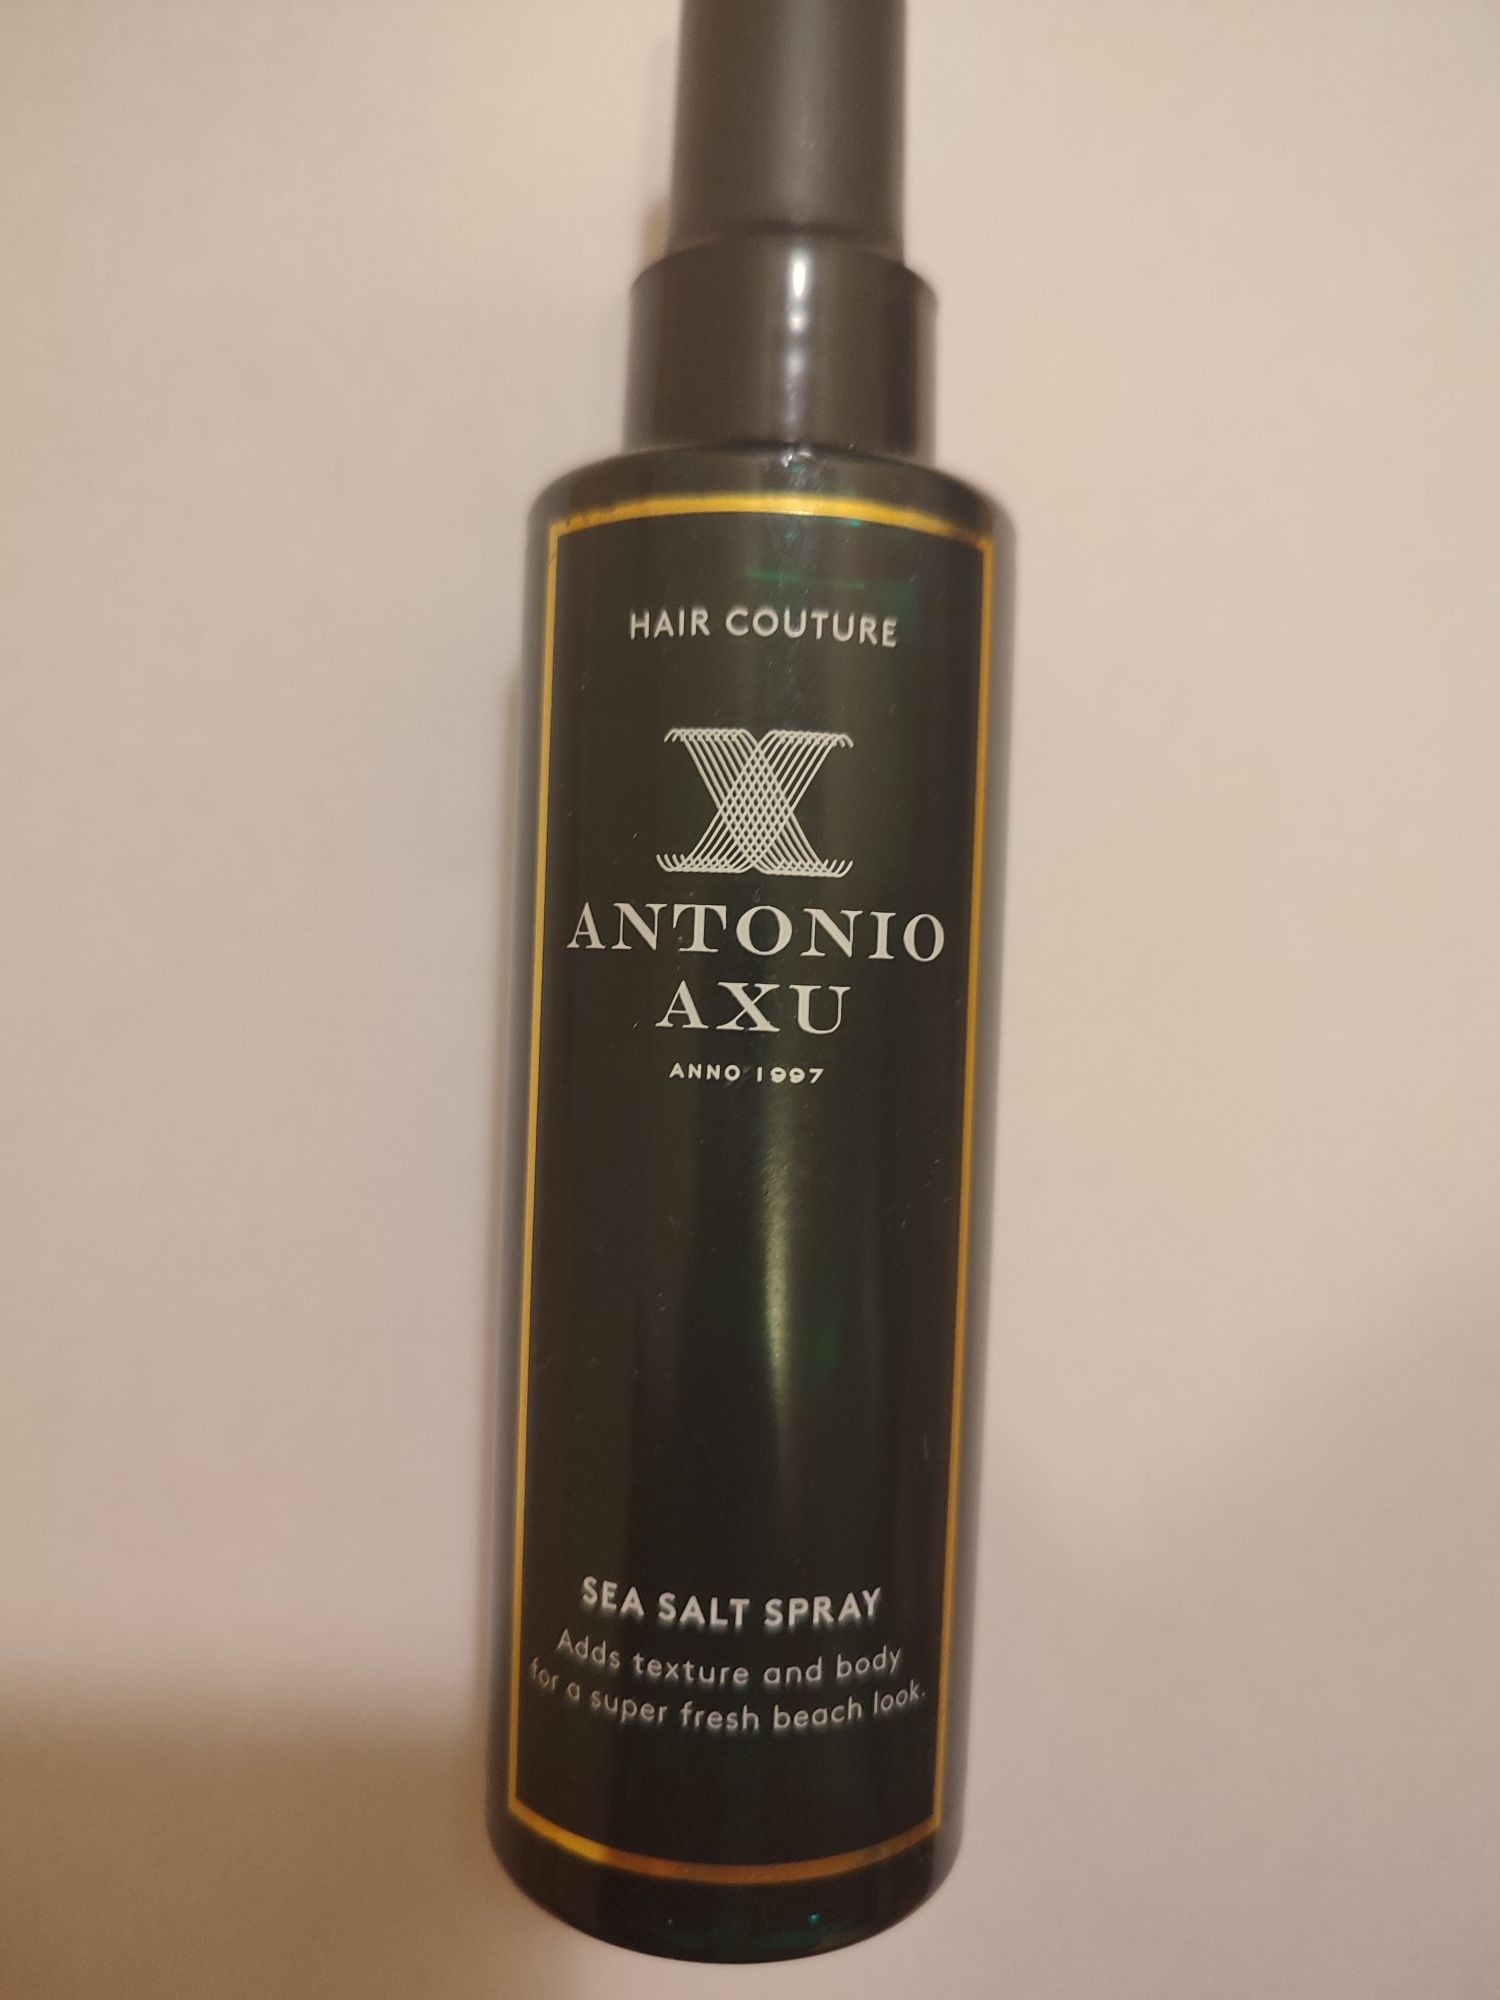 HAIR COUTURE
X
ANTONIO
AXU
ANNO 1997
SEA SALT SPRAY
Adds texture and body
for a super fresh beach look.